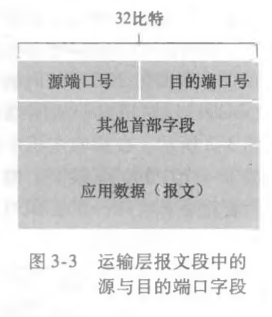 32比特
源端口号 目的端口号
其他首部字段
应用数据（报文）
图 3-3 运输层报文段中的
源与目的端口字段